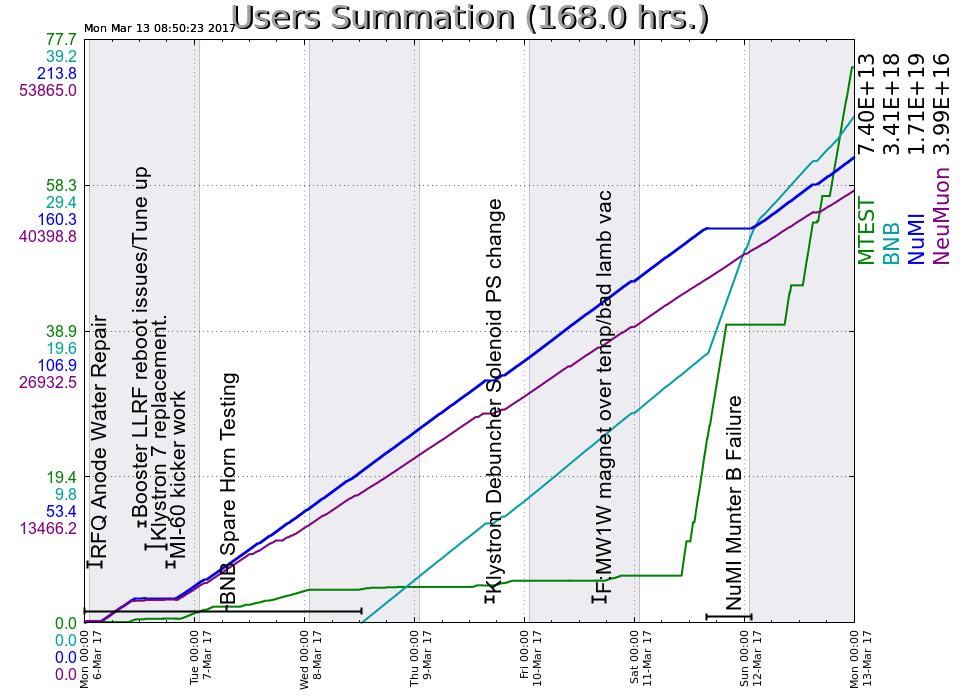 Users Summation (168.0 hrs.)
Mon Mar 13 08:50:23 2017
77.7
39.2
213.8
53865.0
58.3
29.4
160.3
40398.8
38.9
19.6
106.9
26932.5
19.4
9.8
53.4
13466.2
0.0
0.0
0.0
0.0
RFQ Anode Water Repair
Booster LLRF reboot issues/Tune up
Klystron 7 replacement.
MI-60 kicker work
BNB Spare Horn Testing
Klystrom Debuncher Solenoid PS change
F:MW1W magnet over temp/bad lamb vac
NuMI Munter B Failure
MTEST 7.40E+13
BNB 3.41E+18
NuMI 1.71E+19
NeuMuon 3.99E+16
Mon 00:00
6-Mar 17
Tue 00:00
7-Mar 17
Wed 00:00
8-Mar 17
Thu 00:00
9-Mar 17
Fri 00:00
10-Mar 17
Sat 00:00
11-Mar 17
Sun 00:00
12-Mar 17
Mon 00:00
13-Mar 17